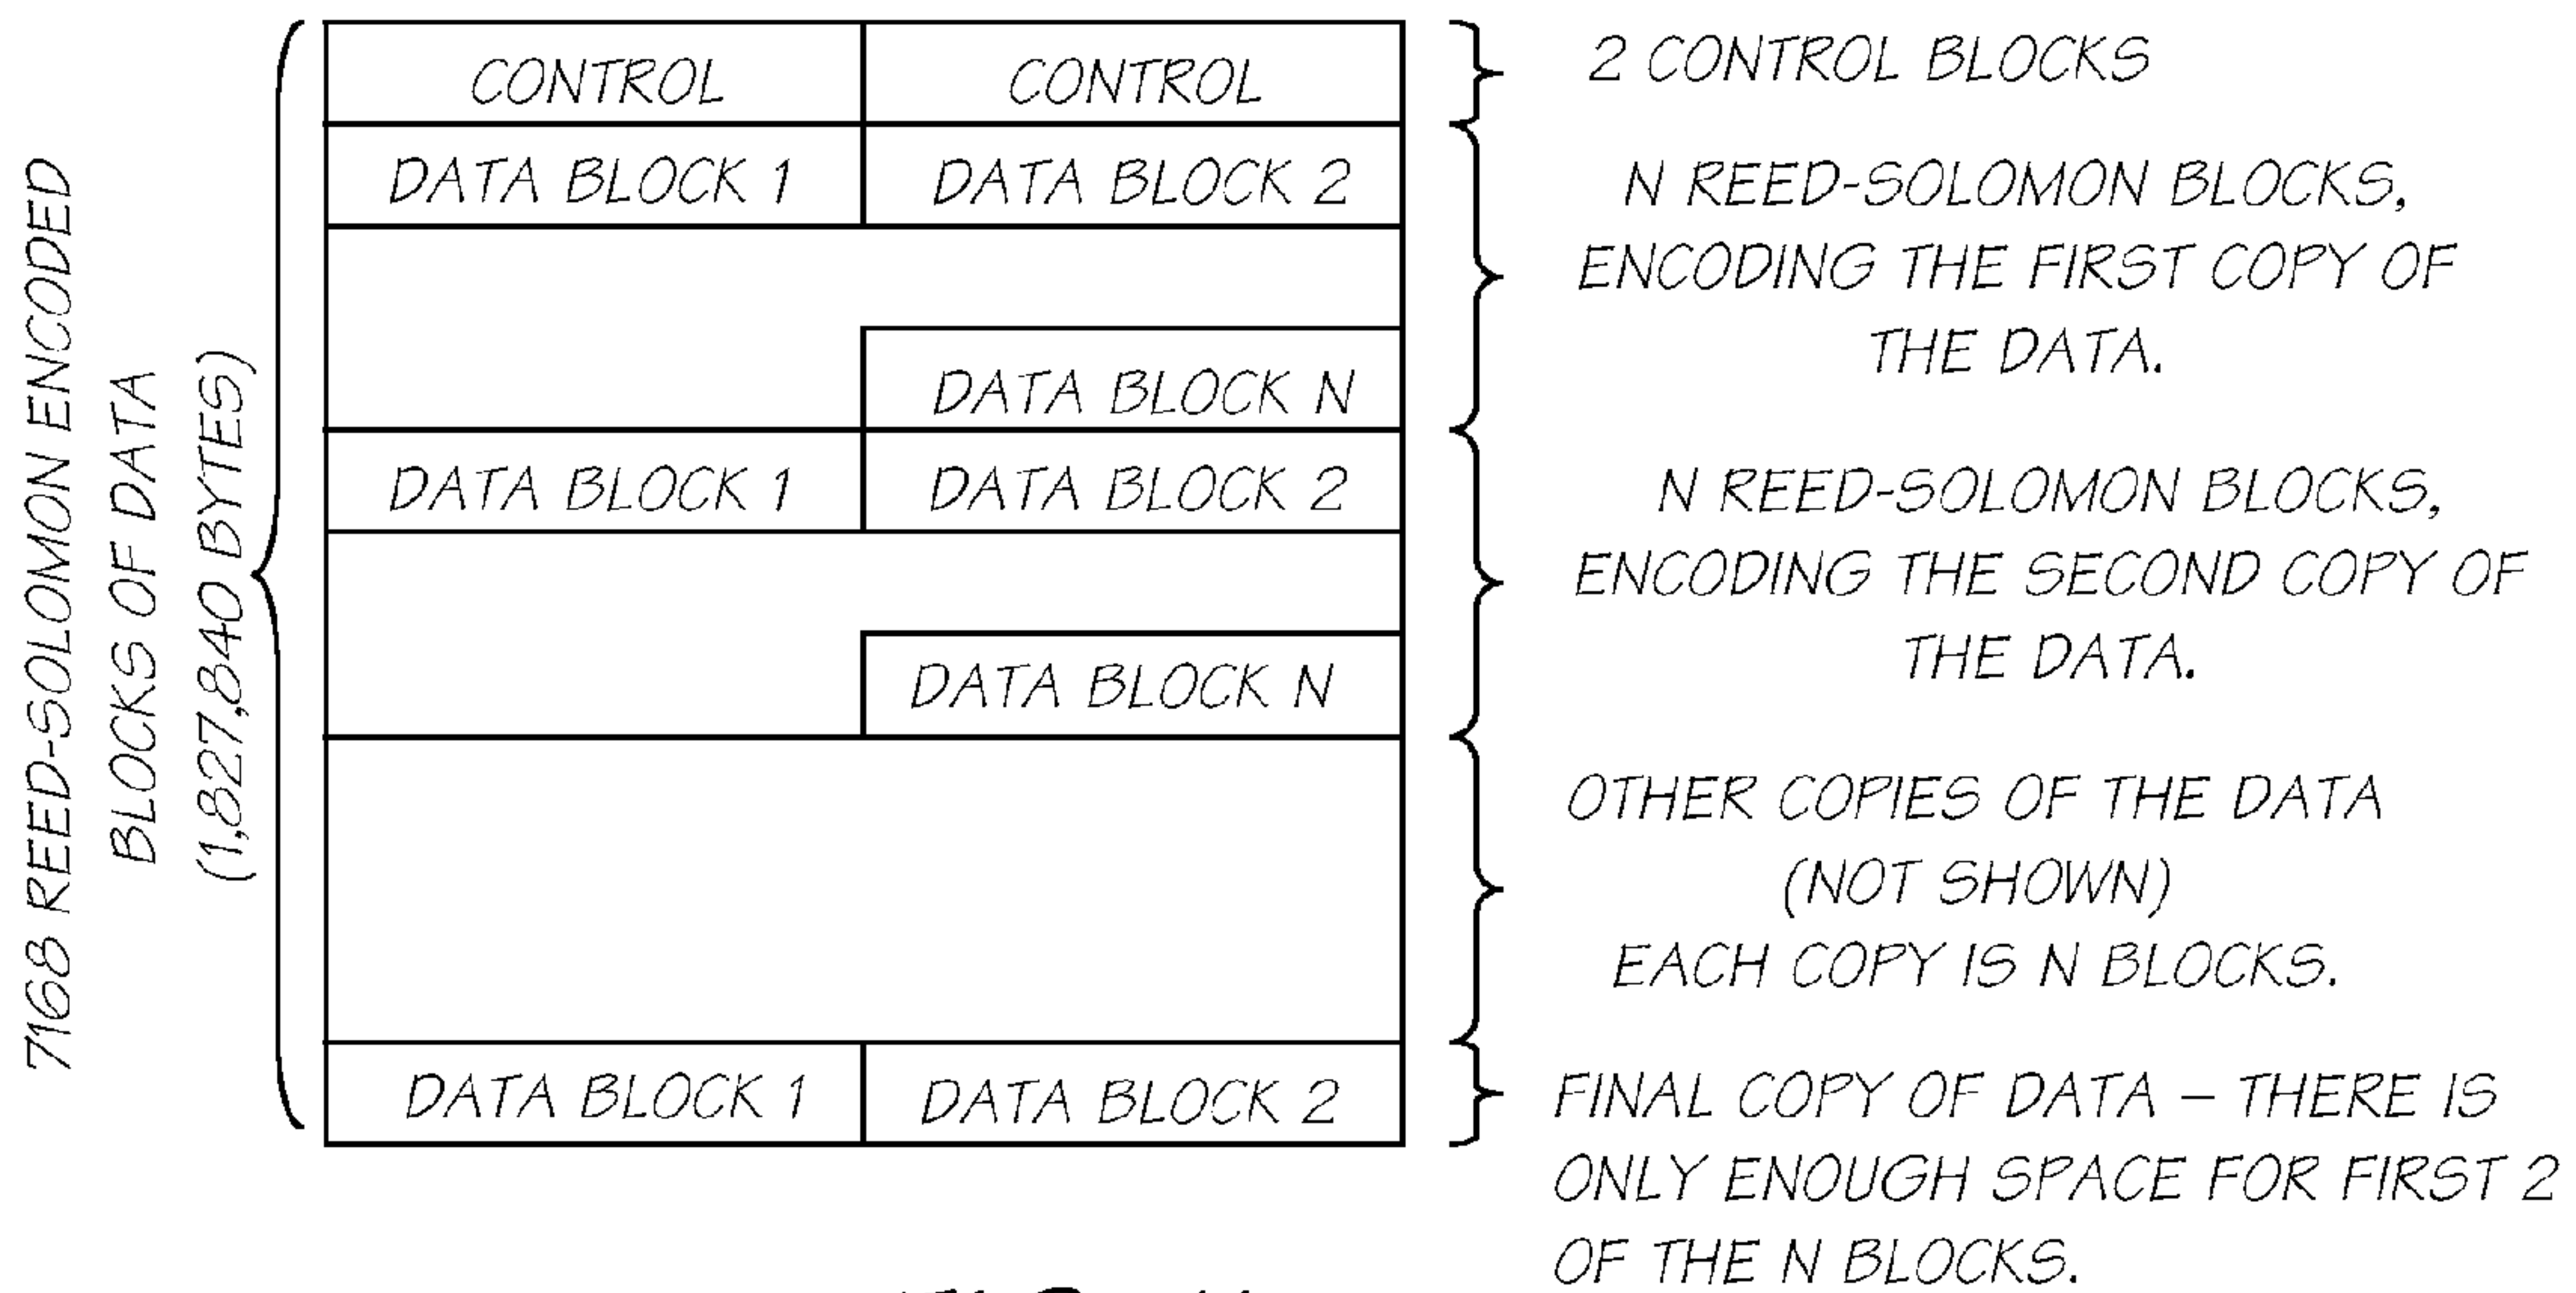 7168 REED-SOLOMON ENCODED
BLOCKS OF DATA
(1,827,840 BYTES)
CONTROL CONTROL
2 CONTROL BLOCKS
DATA BLOCK 1 DATA BLOCK 2
DATA BLOCK N
N REED-SOLOMON BLOCKS,
ENCODING THE FIRST COPY OF
THE DATA.
DATA BLOCK 1 DATA BLOCK 2
DATA BLOCK N
N REED-SOLOMON BLOCKS,
ENCODING THE SECOND COPY OF
THE DATA.
OTHER COPIES OF THE DATA
(NOT SHOWN)
EACH COPY IS N BLOCKS.
DATA BLOCK 1 DATA BLOCK 2
FINAL COPY OF DATA – THERE IS
ONLY ENOUGH SPACE FOR FIRST 2
OF THE N BLOCKS.